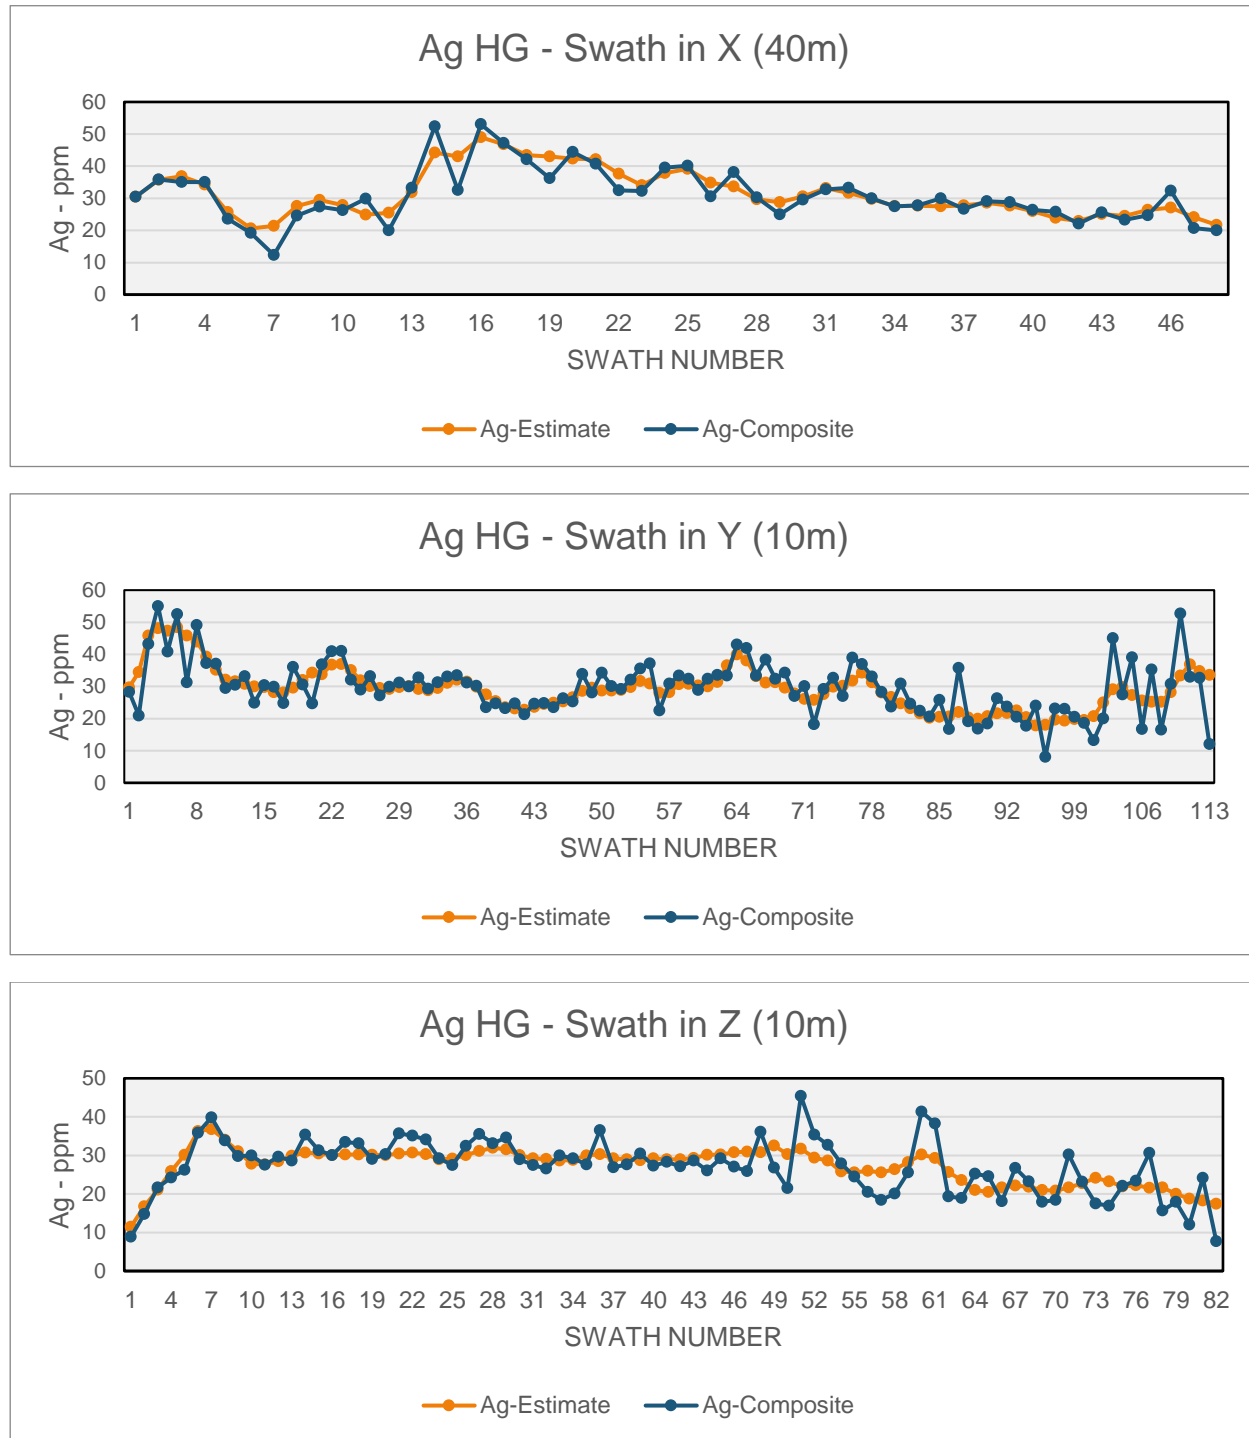 Ag HG - Swath in X (40m)
60
50
40
30
20
10
0
Ag - ppm
1 4 7 10 13 16 19 22 25 28 31 34 37 40 43 46
SWATH NUMBER
Ag-Estimate Ag-Composite
Ag HG - Swath in Y (10m)
60
50
40
30
20
10
0
Ag - ppm
1 8 15 22 29 36 43 50 57 64 71 78 85 92 99 106 113
SWATH NUMBER
Ag-Estimate Ag-Composite
Ag HG - Swath in Z (10m)
50
40
30
20
10
0
Ag - ppm
1 4 7 10 13 16 19 22 25 28 31 34 37 40 43 46 49 52 55 58 61 64 67 70 73 76 79 82
SWATH NUMBER
Ag-Estimate Ag-Composite